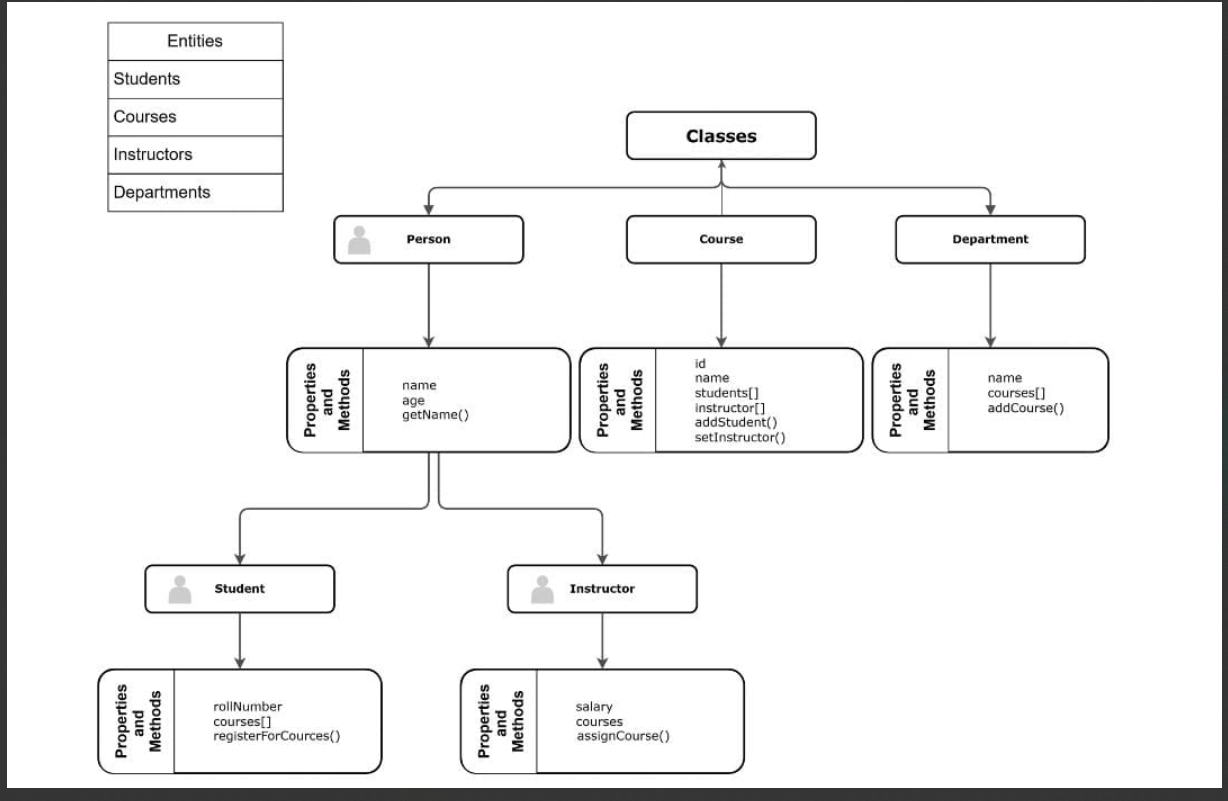 Entities
Students
Courses
Instructors
Departments
Classes
Person
Course
Department
Properties
and
Methods
name
age
getName()
Properties
and
Methods
id
name
students[]
instructor[]
addStudent()
setInstructor()
Properties
and
Methods
name
courses[]
addCourse()
Student
Instructor
Properties
and
Methods
rollNumber
courses[]
registerForCources()
Properties
and
Methods
salary
courses
assignCourse()